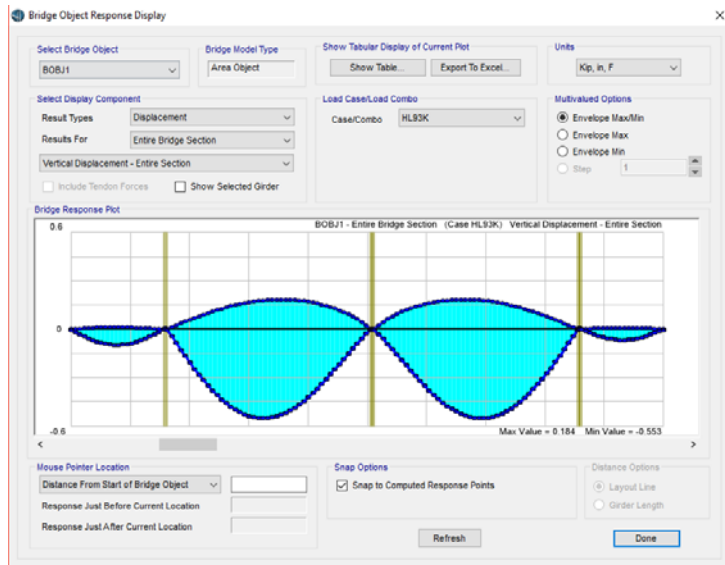 Bridge Object Response Display
Select Bridge Object
BOBJ1
Bridge Model Type
Area Object
Show Tabular Display of Current Plot
Show Table...
Export To Excel...
Units
Kip, in, F
Select Display Component
Result Types
Displacement
Results For
Entire Bridge Section
Vertical Displacement - Entire Section
Include Tendon Forces
Show Selected Girder
Load Case/Load Combo
Case/Combo
HL93K
Multivalued Options
Envelope Max/Min
Envelope Max
Envelope Min
Step
1
Bridge Response Plot
0.6
BOBJ1 - Entire Bridge Section (Case HL93K) Vertical Displacement - Entire Section
0
-0.6
Max Value = 0.184 Min Value = -0.553
Mouse Pointer Location
Distance From Start of Bridge Object
Response Just Before Current Location
Response Just After Current Location
Snap Options
Snap to Computed Response Points
Distance Options
Layout Line
Girder Length
Refresh
Done